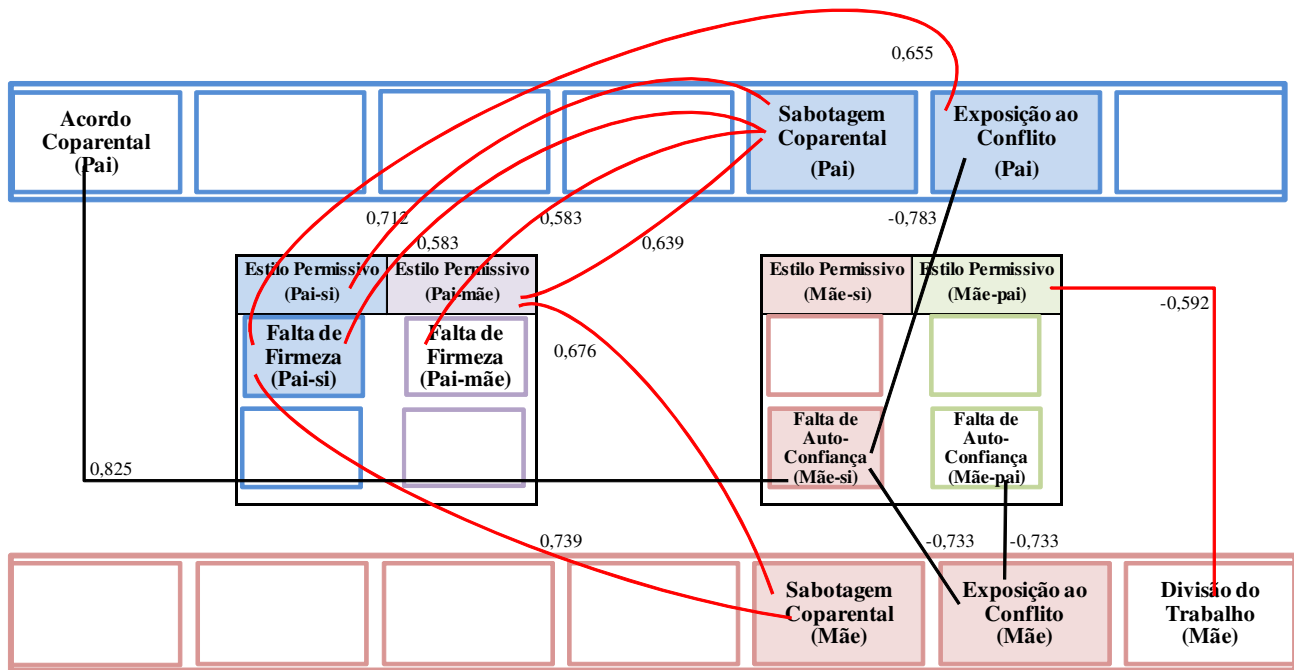 0,655
Acordo
Coparental
(Pai)
Sabotagem
Coparental
(Pai)
Exposição ao
Conflito
(Pai)
0,712
0,583
0,583
0,639
-0,783
Estilo Permissivo
(Pai-si)
Estilo Permissivo
(Pai-mãe)
Estilo Permissivo
(Mãe-si)
Estilo Permissivo
(Mãe-pai)
-0,592
Falta de
Firmeza
(Pai-si)
Falta de
Firmeza
(Pai-mãe)
0,676
Falta de
Auto-
Confiança
(Mãe-si)
Falta de
Auto-
Confiança
(Mãe-pai)
0,825
0,739
-0,733
-0,733
Sabotagem
Coparental
(Mãe)
Exposição ao
Conflito
(Mãe)
Divisão do
Trabalho
(Mãe)